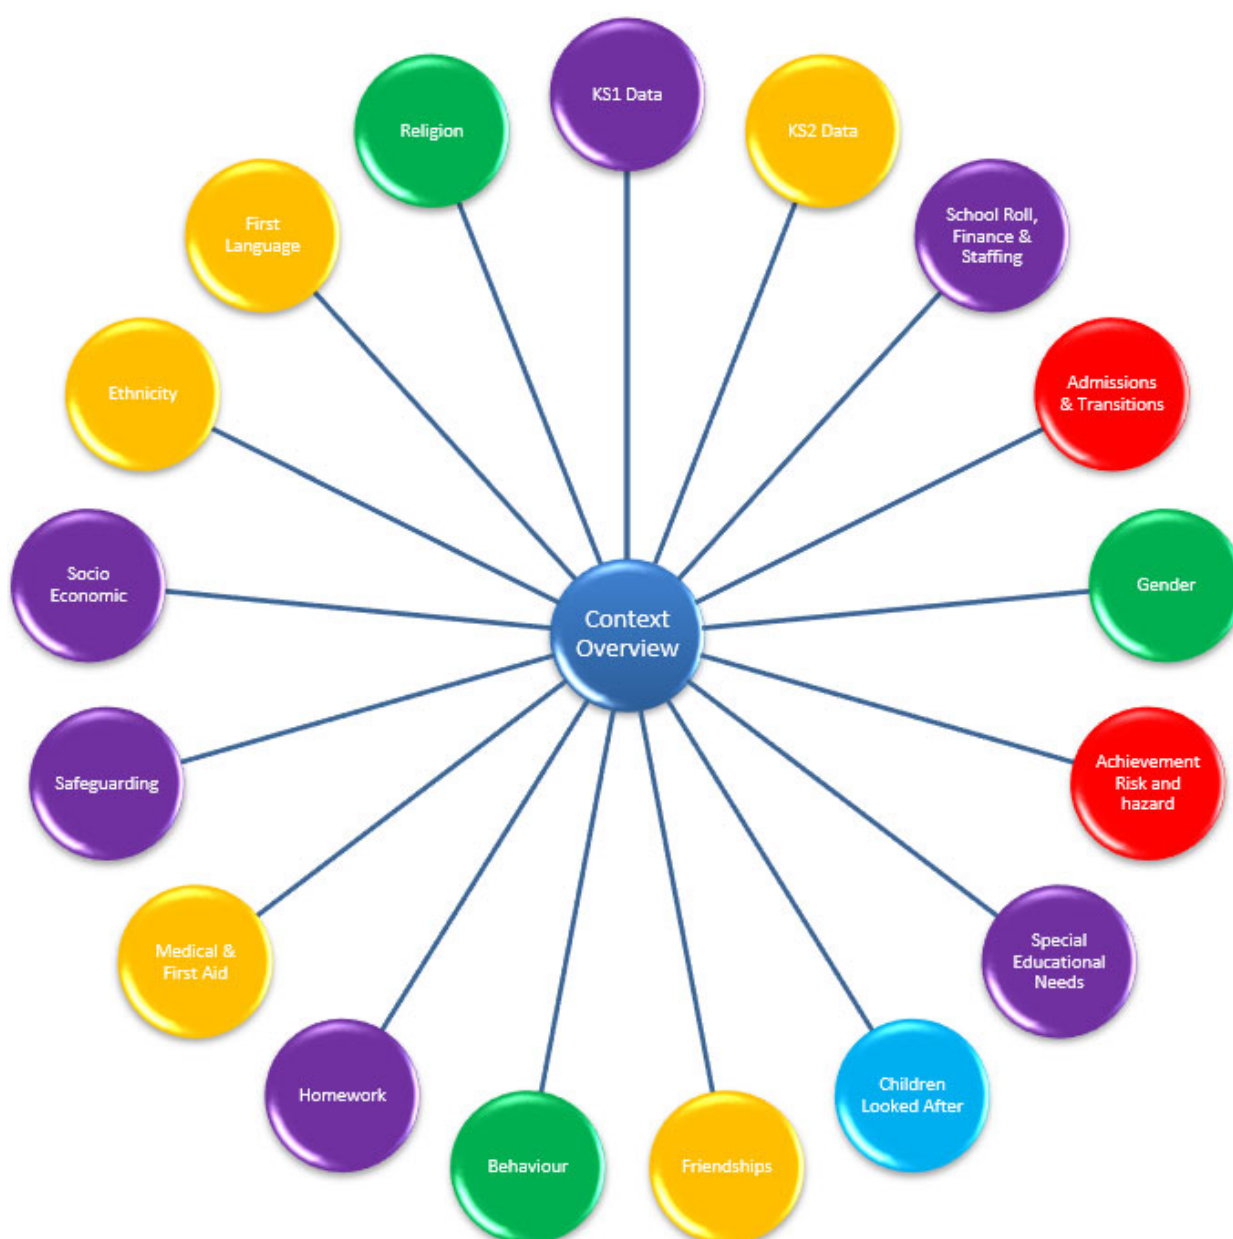 KS1 Data
KS2 Data
School Roll,
Finance &
Staffing
Admissions
& Transitions
Gender
Achievement
Risk and
hazard
Special
Educational
Needs
Children
Looked After
Friendships
Behaviour
Homework
Medical &
First Aid
Safeguarding
Socio
Economic
Ethnicity
First
Language
Religion
Context
Overview